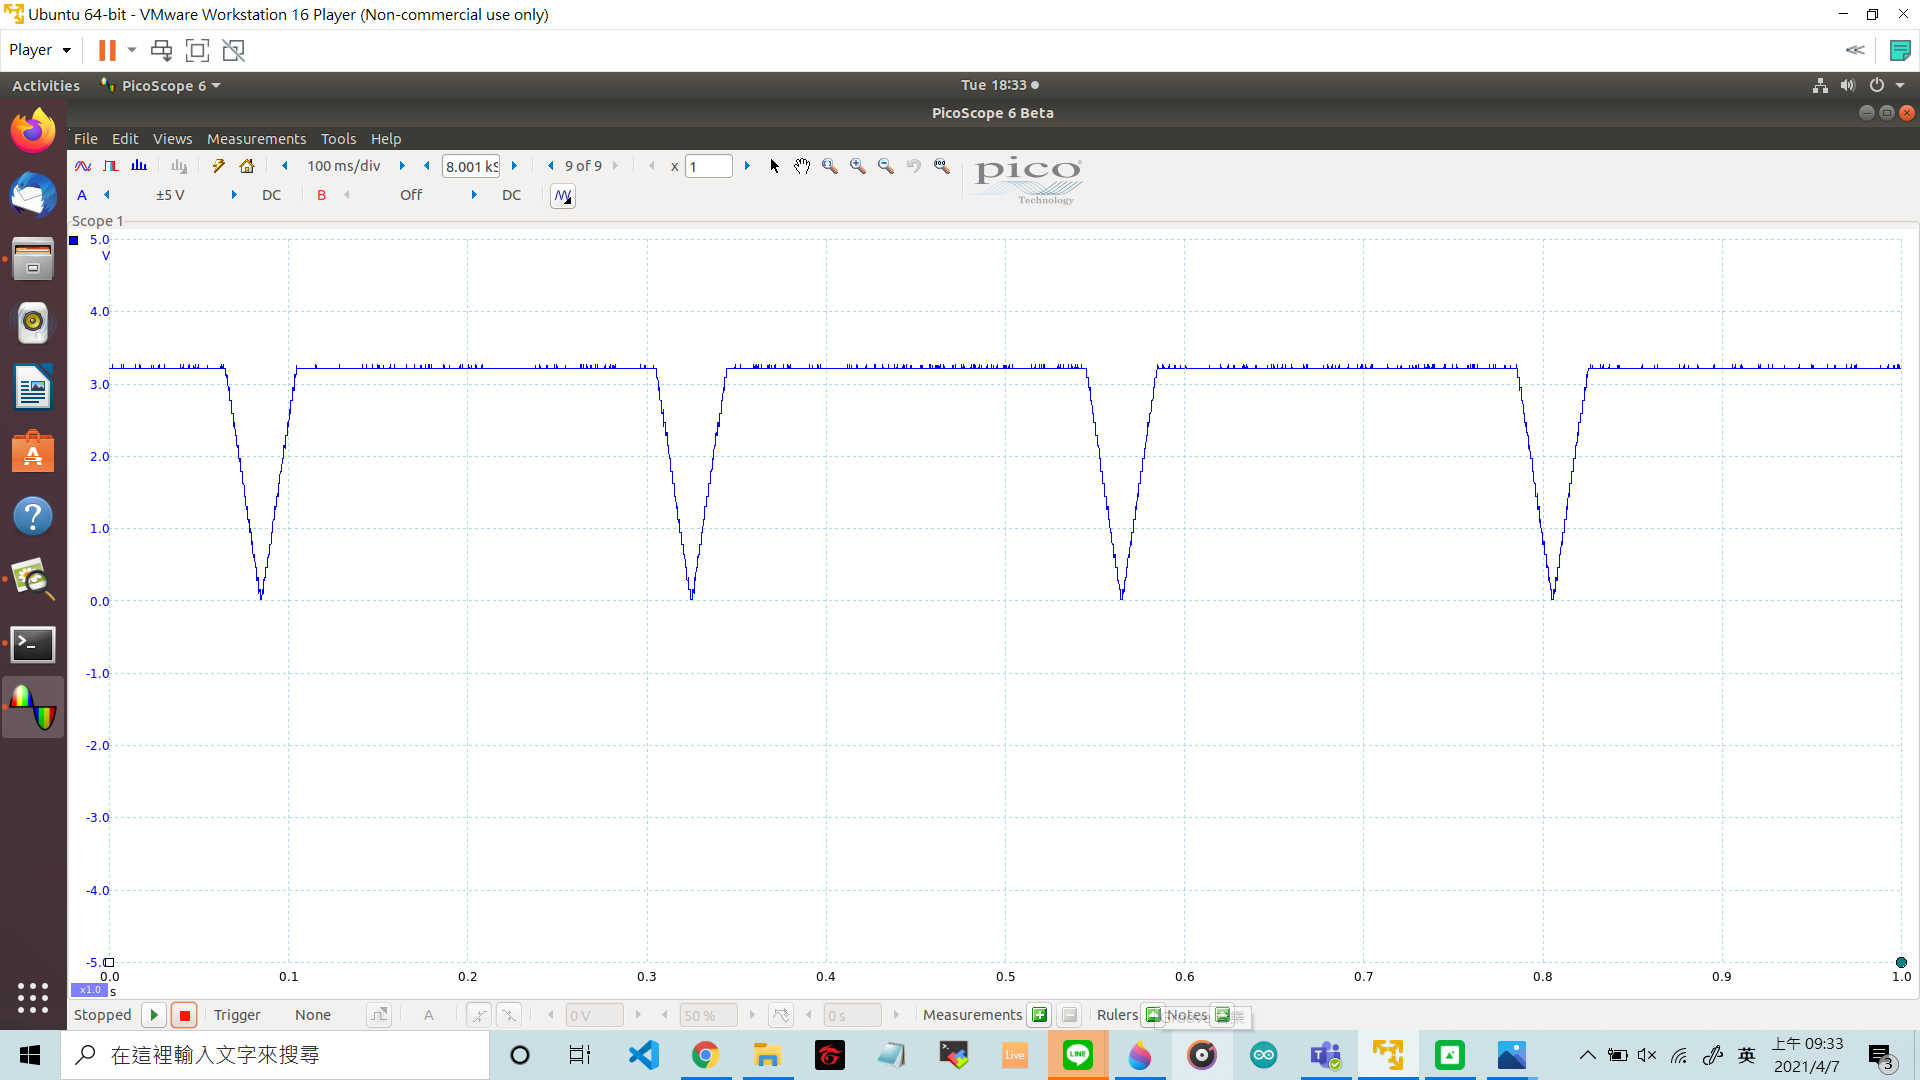 Ubuntu 64-bit - VMware Workstation 16 Player (Non-commercial use only)
Player
Activities
PicoScope 6
Tue 18:33
PicoScope 6 Beta
File Edit Views Measurements Tools Help
100 ms/div
8.001 kS
9 of 9
x 1
pico
Technology
A ±5 V DC B Off DC
Scope 1
5.0
V
4.0
3.0
2.0
1.0
0.0
-1.0
-2.0
-3.0
-4.0
-5.0
0.0 0.1 0.2 0.3 0.4 0.5 0.6 0.7 0.8 0.9 1.0
x1.0 s
Stopped Trigger None A 0 V 50 % 0 s Measurements Rulers Notes
在這裡輸入文字來搜尋
Live
LINE
英
上午 09:33
2021/4/7
3